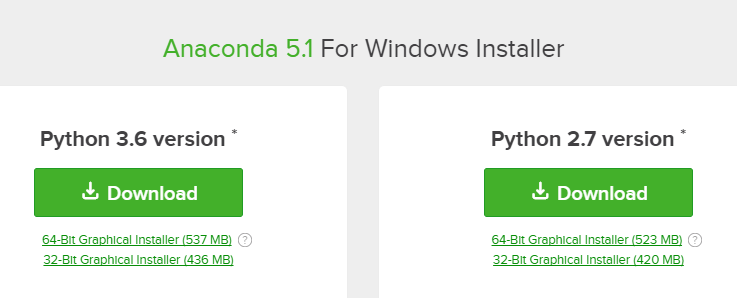 Anaconda 5.1 For Windows Installer
Python 3.6 version *
Download
64-Bit Graphical Installer (537 MB) ?
32-Bit Graphical Installer (436 MB)
Python 2.7 version *
Download
64-Bit Graphical Installer (523 MB) ?
32-Bit Graphical Installer (420 MB)